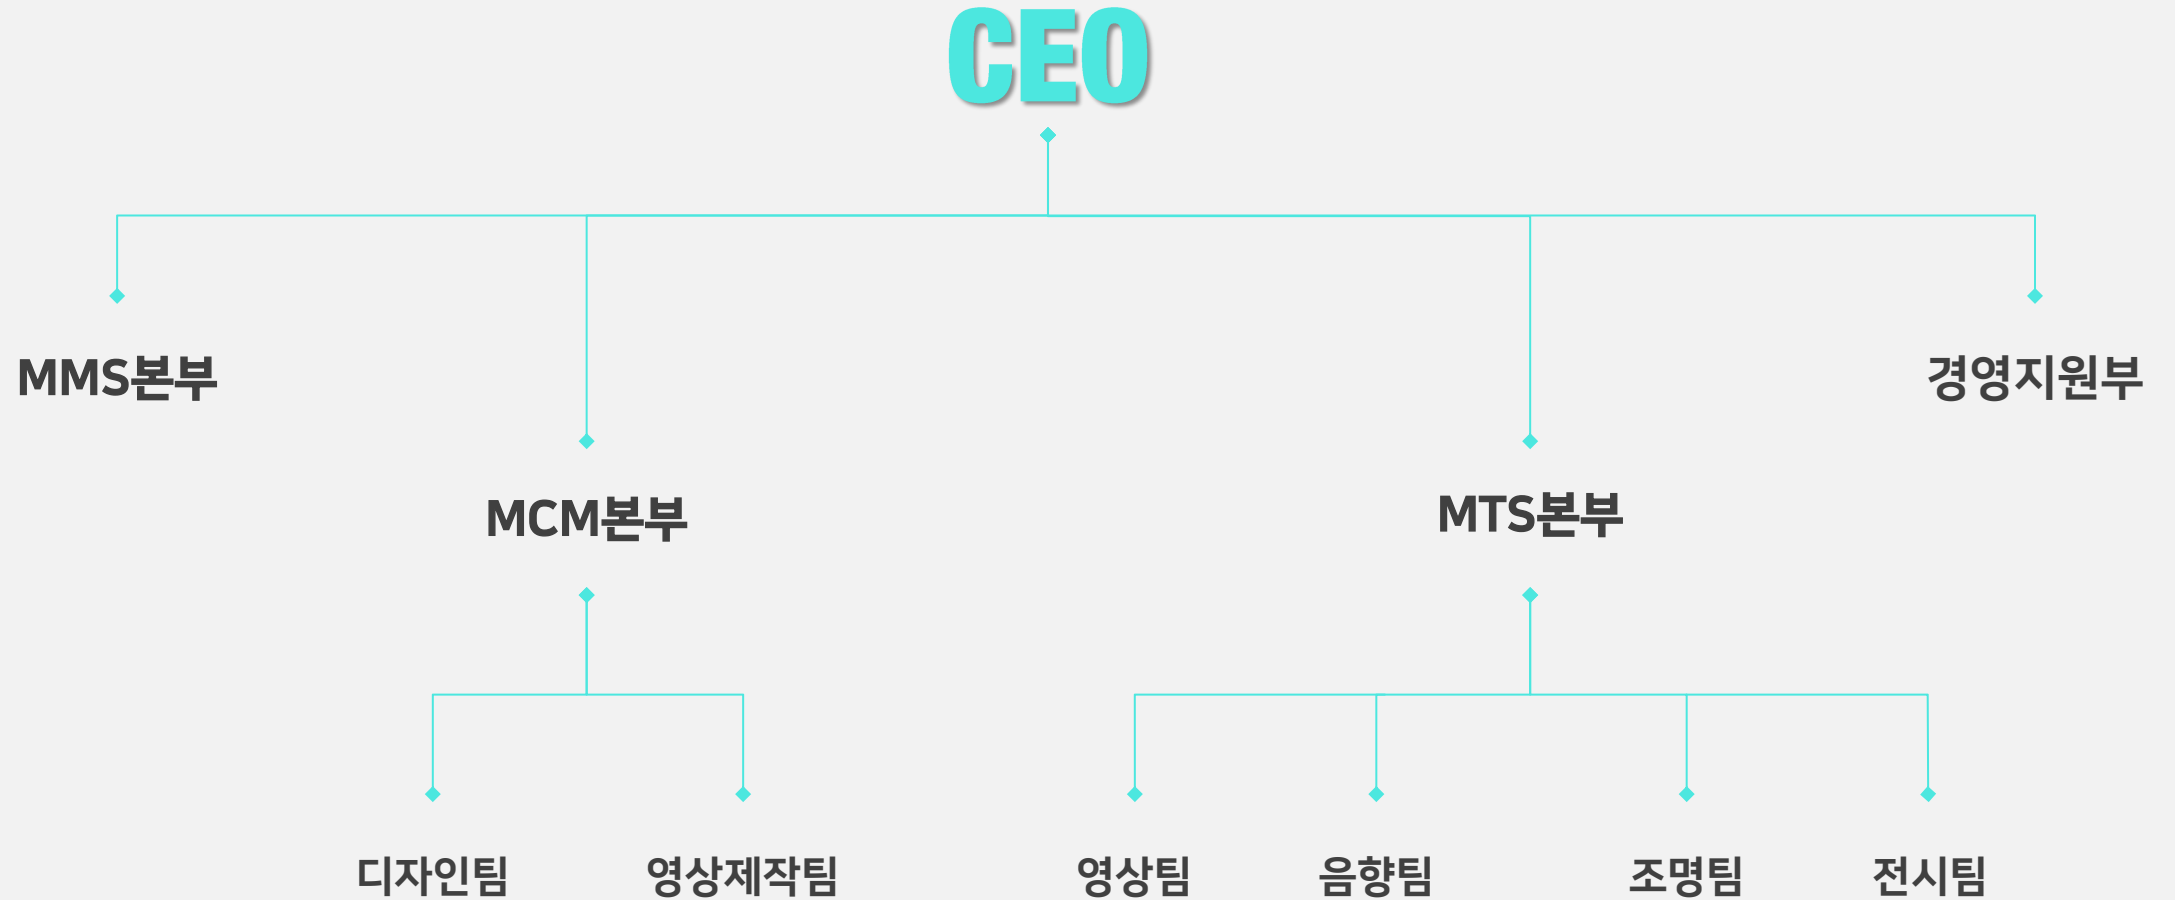 CEO
MMS본부
경영지원부
MCM본부
MTS본부
디자인팀
영상제작팀
영상팀
음향팀
조명팀
전시팀